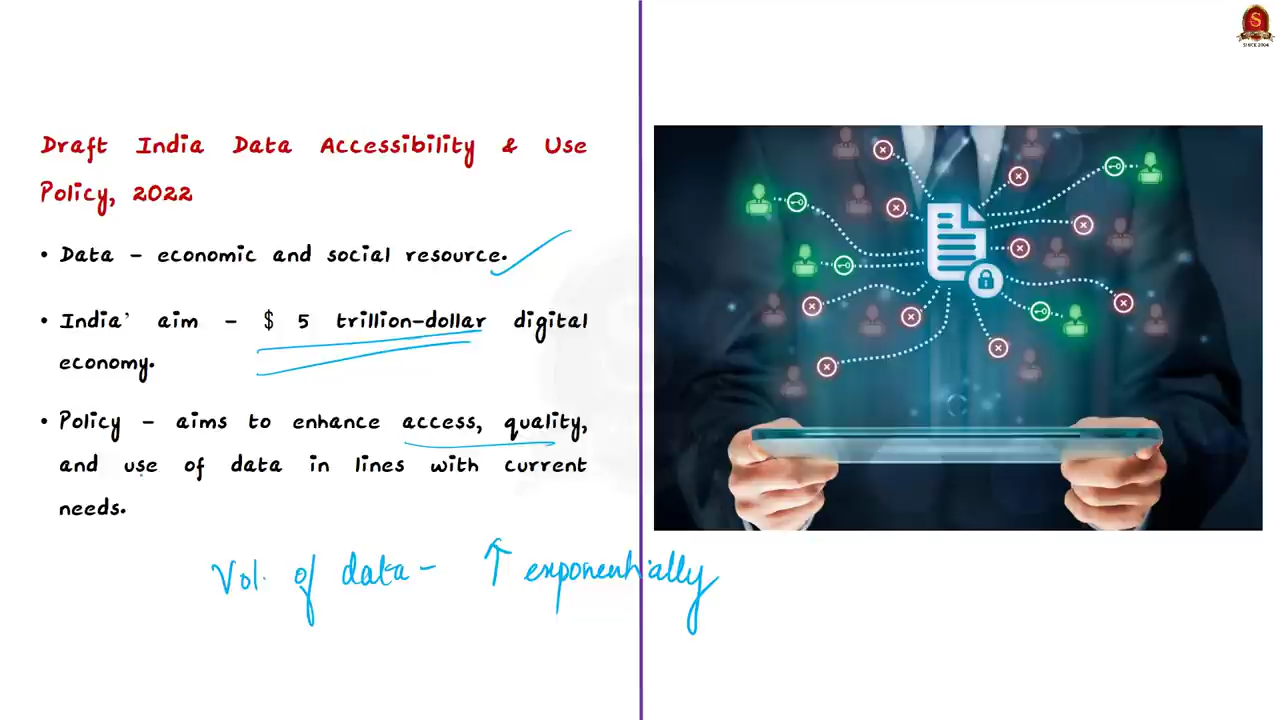 Draft India Data Accessibility & Use
Policy, 2022
• Data – economic and social resource.
• India' aim – $ 5 trillion-dollar digital
economy.
• Policy – aims to enhance access, quality,
and use of data in lines with current
needs.
Vol. of data - ↑ exponentially
S
SINCE 2004